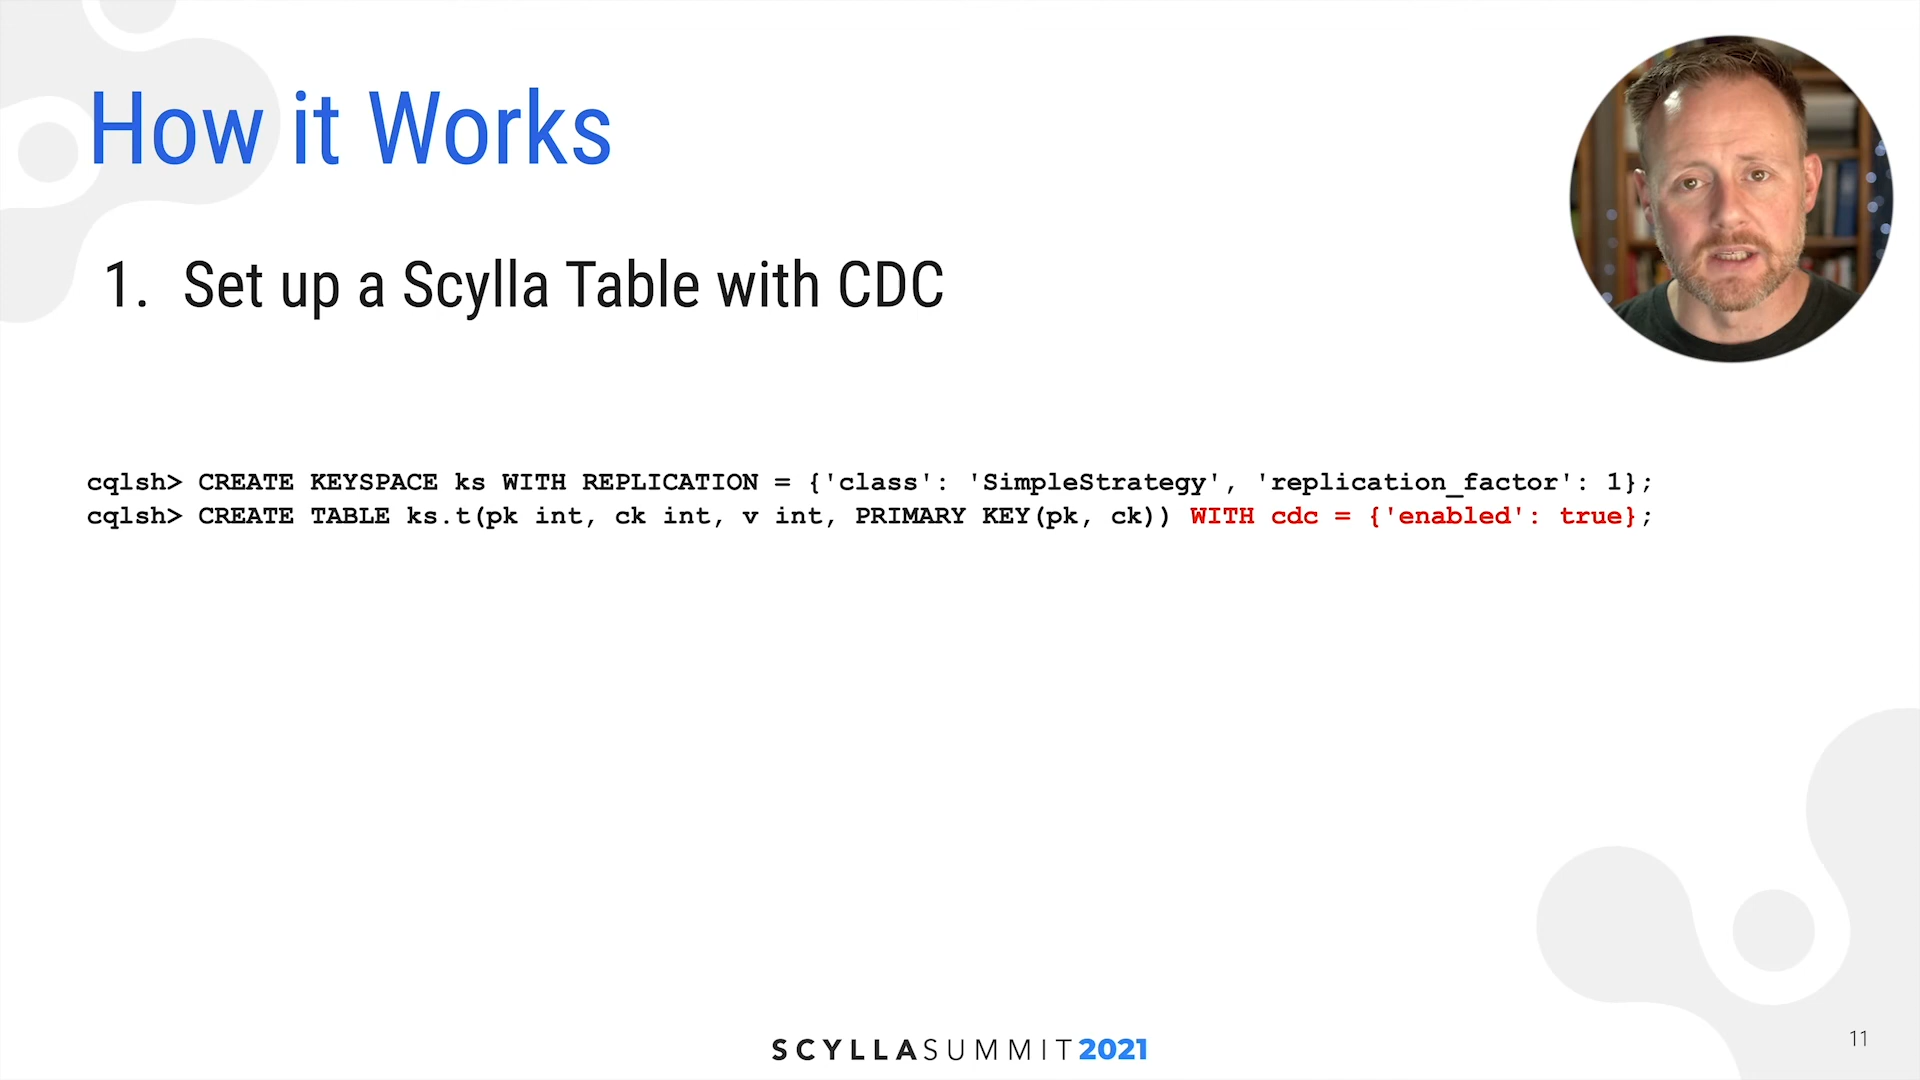 How it Works
1. Set up a Scylla Table with CDC
cqlsh> CREATE KEYSPACE ks WITH REPLICATION = {'class': 'SimpleStrategy', 'replication_factor': 1};
cqlsh> CREATE TABLE ks.t(pk int, ck int, v int, PRIMARY KEY(pk, ck)) WITH cdc = {'enabled': true};
SCYLLASUMMIT2021
11